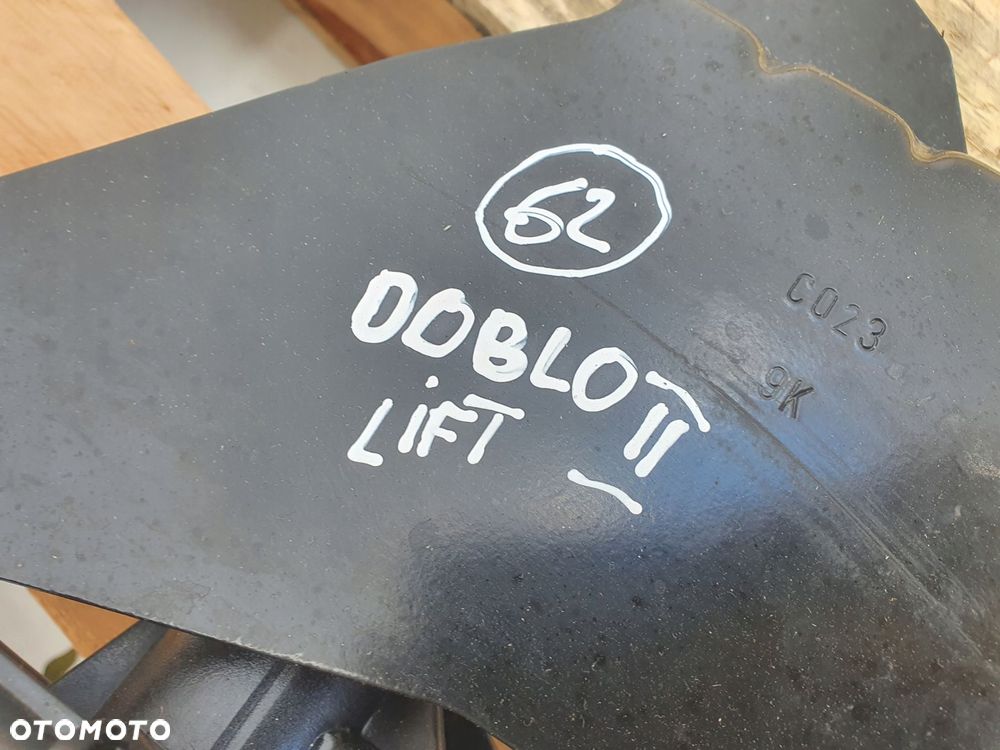 62
DOBLO II
LIFT
C023
9K
OTOMOTO